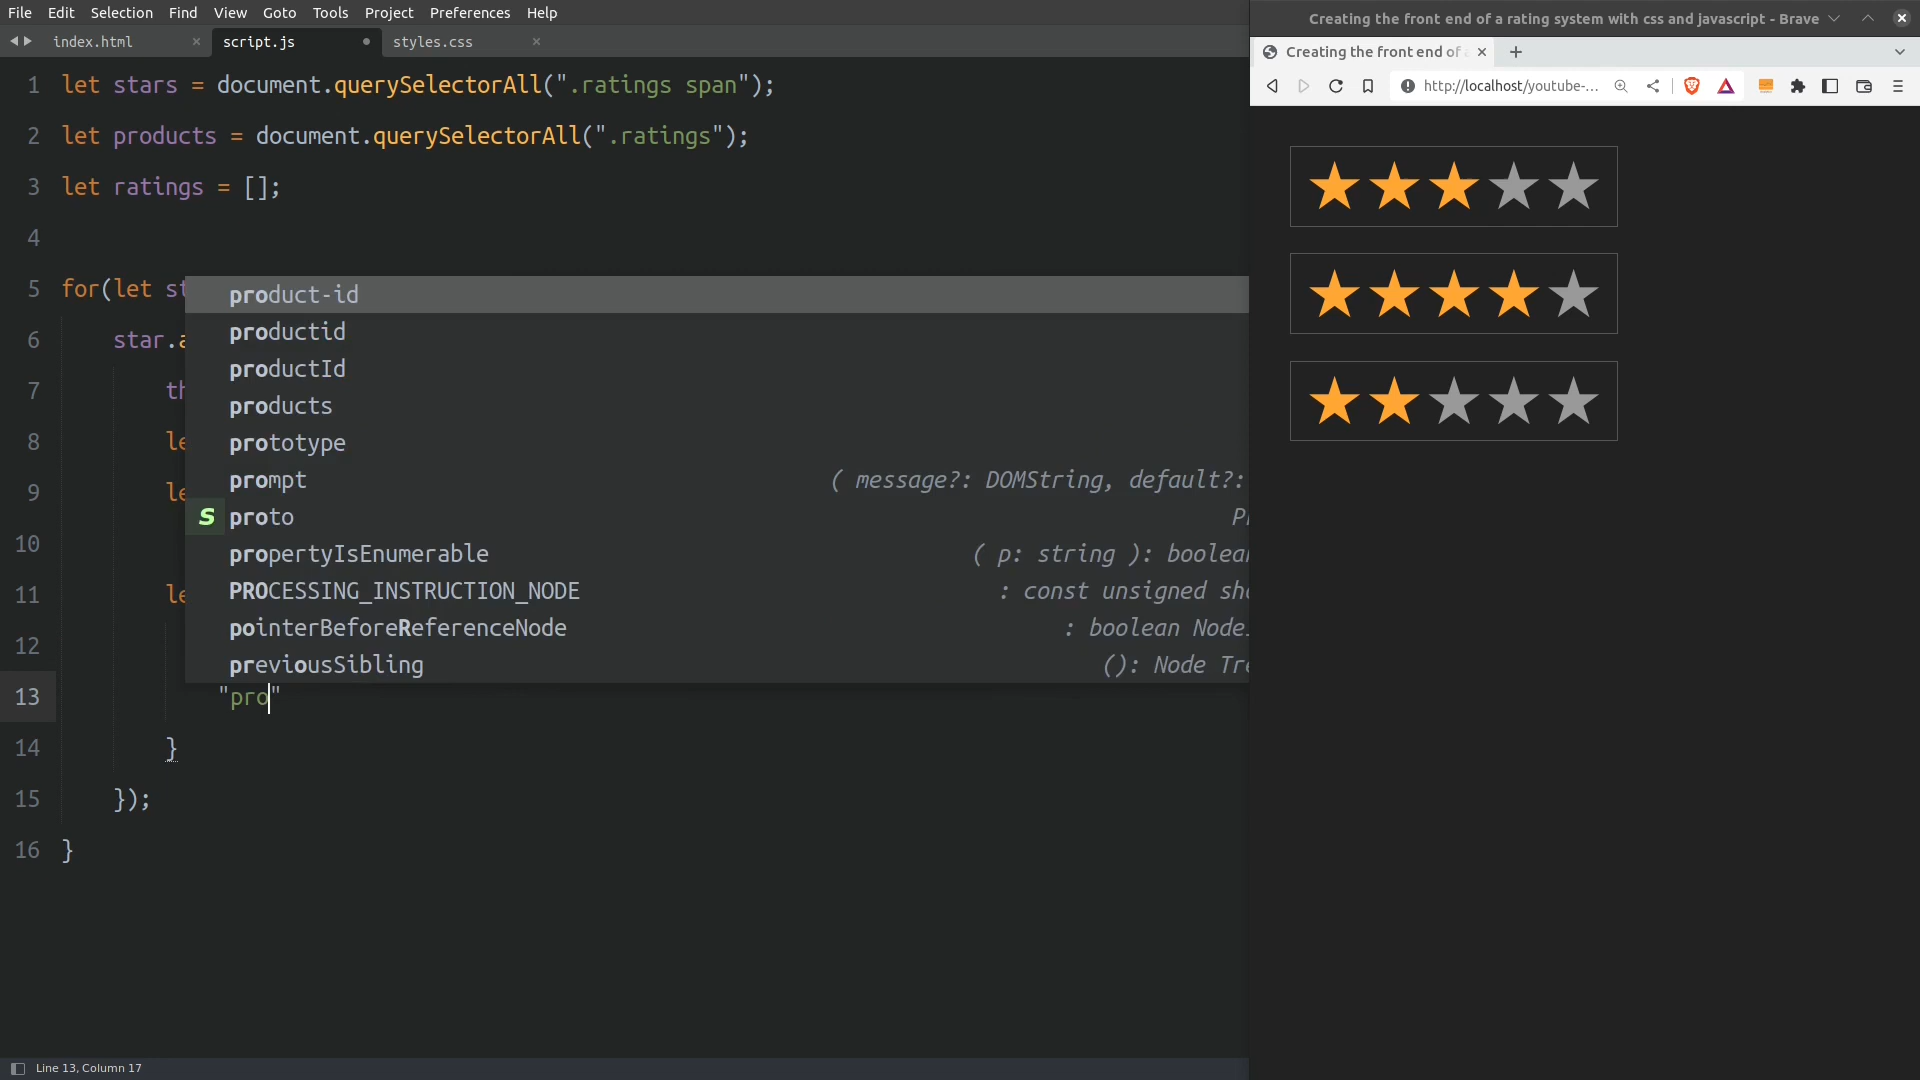 File Edit Selection Find View Goto Tools Project Preferences Help
index.html × script.js styles.css ×
1 let stars = document.querySelectorAll(".ratings span");
2 let products = document.querySelectorAll(".ratings");
3 let ratings = [];
4
5 for(let st
6 star.a
7 th
8 le
9 le
10
11 le
12
product-id
productid
productId
products
prototype
prompt ( message?: DOMString, default?:
S proto P
propertyIsEnumerable ( p: string ): boolean
PROCESSING_INSTRUCTION_NODE : const unsigned sho
pointerBeforeReferenceNode : boolean Node
previousSibling (): Node Tre
13 "pro"
14 }
15 });
16 }
Line 13, Column 17
Creating the front end of a rating system with css and javascript - Brave
Creating the front end of a × +
http://localhost/youtube-...